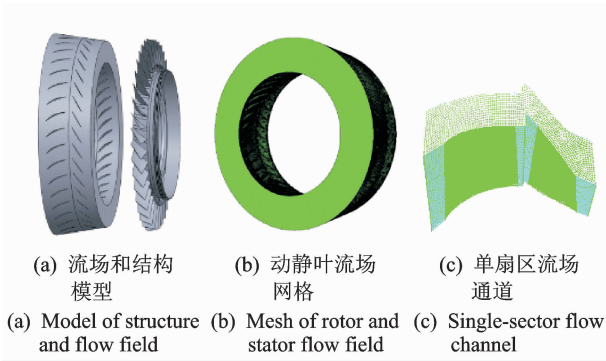 (a) 流场和结构
模型
(b) 动静叶流场
网格
(c) 单扇区流场
通道
(a) Model of structure
and flow field
(b) Mesh of rotor and
stator flow field
(c) Single-sector flow
channel